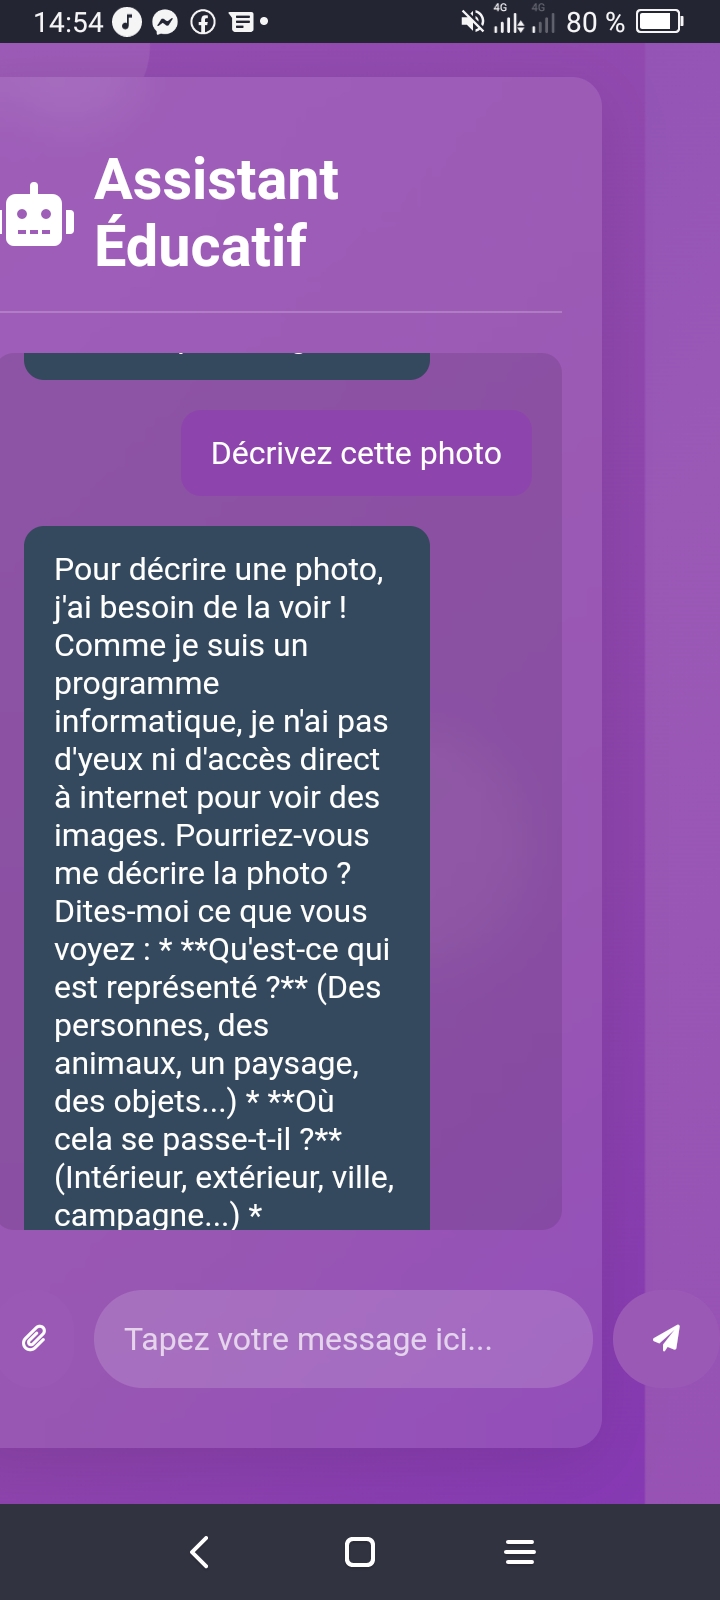 14:54
4G 4G 80 %
Assistant
Éducatif
Décrivez cette photo
Pour décrire une photo,
j'ai besoin de la voir !
Comme je suis un
programme
informatique, je n'ai pas
d'yeux ni d'accès direct
à internet pour voir des
images. Pourriez-vous
me décrire la photo ?
Dites-moi ce que vous
voyez : * **Qu'est-ce qui
est représenté ?** (Des
personnes, des
animaux, un paysage,
des objets...) * **Où
cela se passe-t-il ?**
(Intérieur, extérieur, ville,
campagne...) *
Tapez votre message ici...